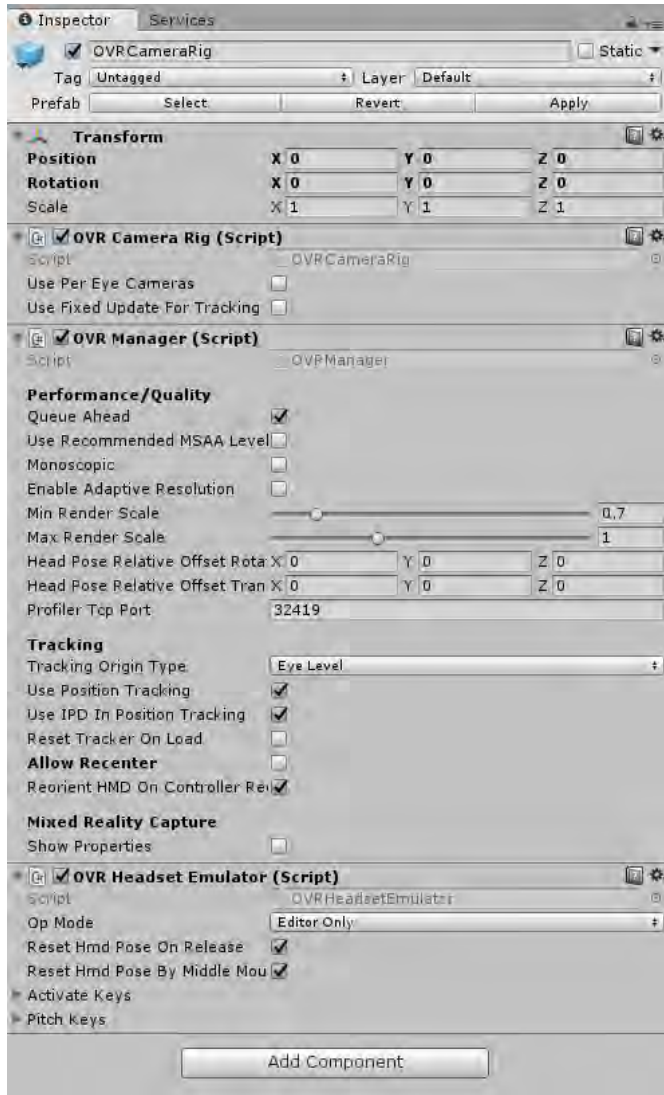 Inspector Services
OVRCameraRig Static
Tag Untagged Layer Default
Prefab Select Revert Apply
Transform
Position X 0 Y 0 Z 0
Rotation X 0 Y 0 Z 0
Scale X 1 Y 1 Z 1
OVR Camera Rig (Script)
Script OVRCameraRig
Use Per Eye Cameras
Use Fixed Update For Tracking
OVR Manager (Script)
Script OVRManager
Performance/Quality
Queue Ahead
Use Recommended MSAA Level
Monoscopic
Enable Adaptive Resolution
Min Render Scale 0.7
Max Render Scale 1
Head Pose Relative Offset Rota X 0 Y 0 Z 0
Head Pose Relative Offset Tran X 0 Y 0 Z 0
Profiler Tcp Port 32419
Tracking
Tracking Origin Type Eye Level
Use Position Tracking
Use IPD In Position Tracking
Reset Tracker On Load
Allow Recenter
Reorient HMD On Controller Rec
Mixed Reality Capture
Show Properties
OVR Headset Emulator (Script)
Script OVRHeadsetEmulator
Op Mode Editor Only
Reset Hmd Pose On Release
Reset Hmd Pose By Middle Mou
Activate Keys
Pitch Keys
Add Component